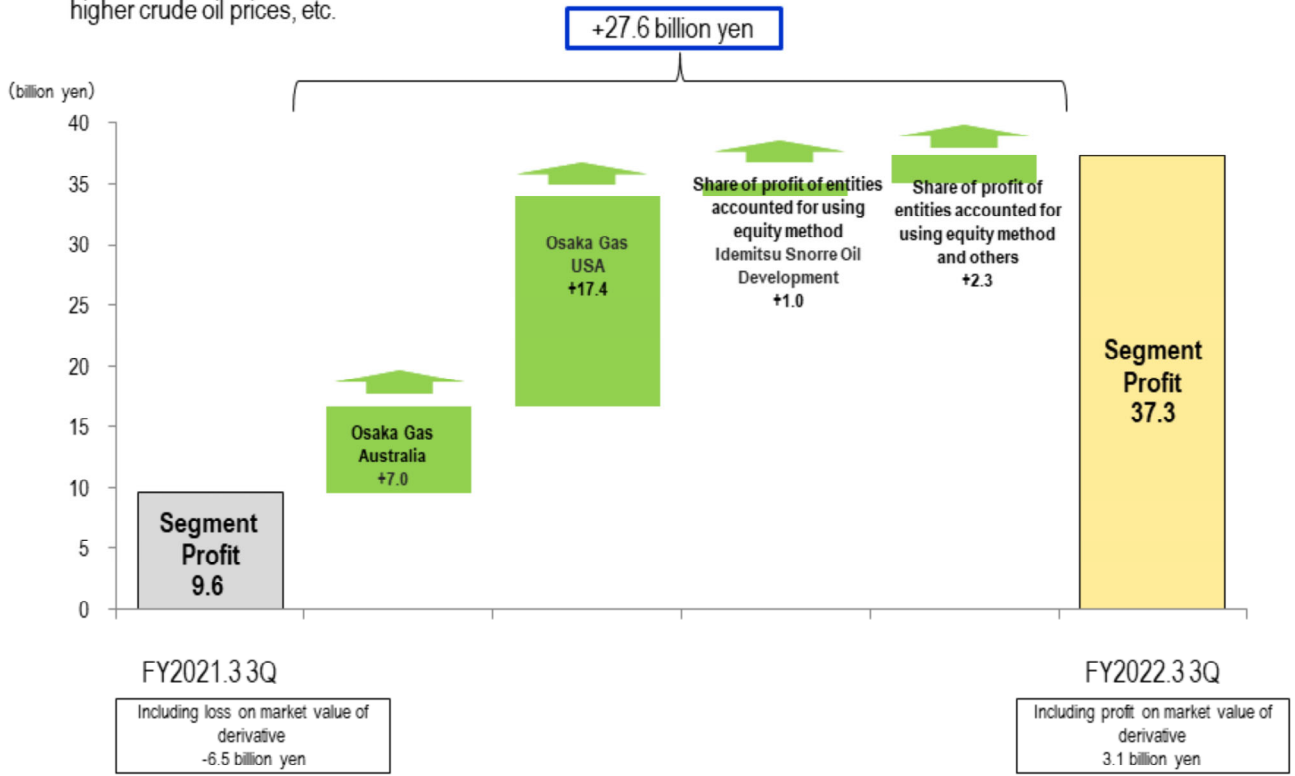 higher crude oil prices, etc.
+27.6 billion yen
(billion yen)
40
35
30
25
20
15
10
5
0
Segment
Profit
9.6
Osaka Gas
Australia
+7.0
Osaka Gas
USA
+17.4
Share of profit of entities
accounted for using
equity method
Idemitsu Snorre Oil
Development
+1.0
Share of profit of
entities accounted for
using equity method
and others
+2.3
Segment
Profit
37.3
FY2021.3 3Q
Including loss on market value of
derivative
-6.5 billion yen
FY2022.3 3Q
Including profit on market value of
derivative
3.1 billion yen